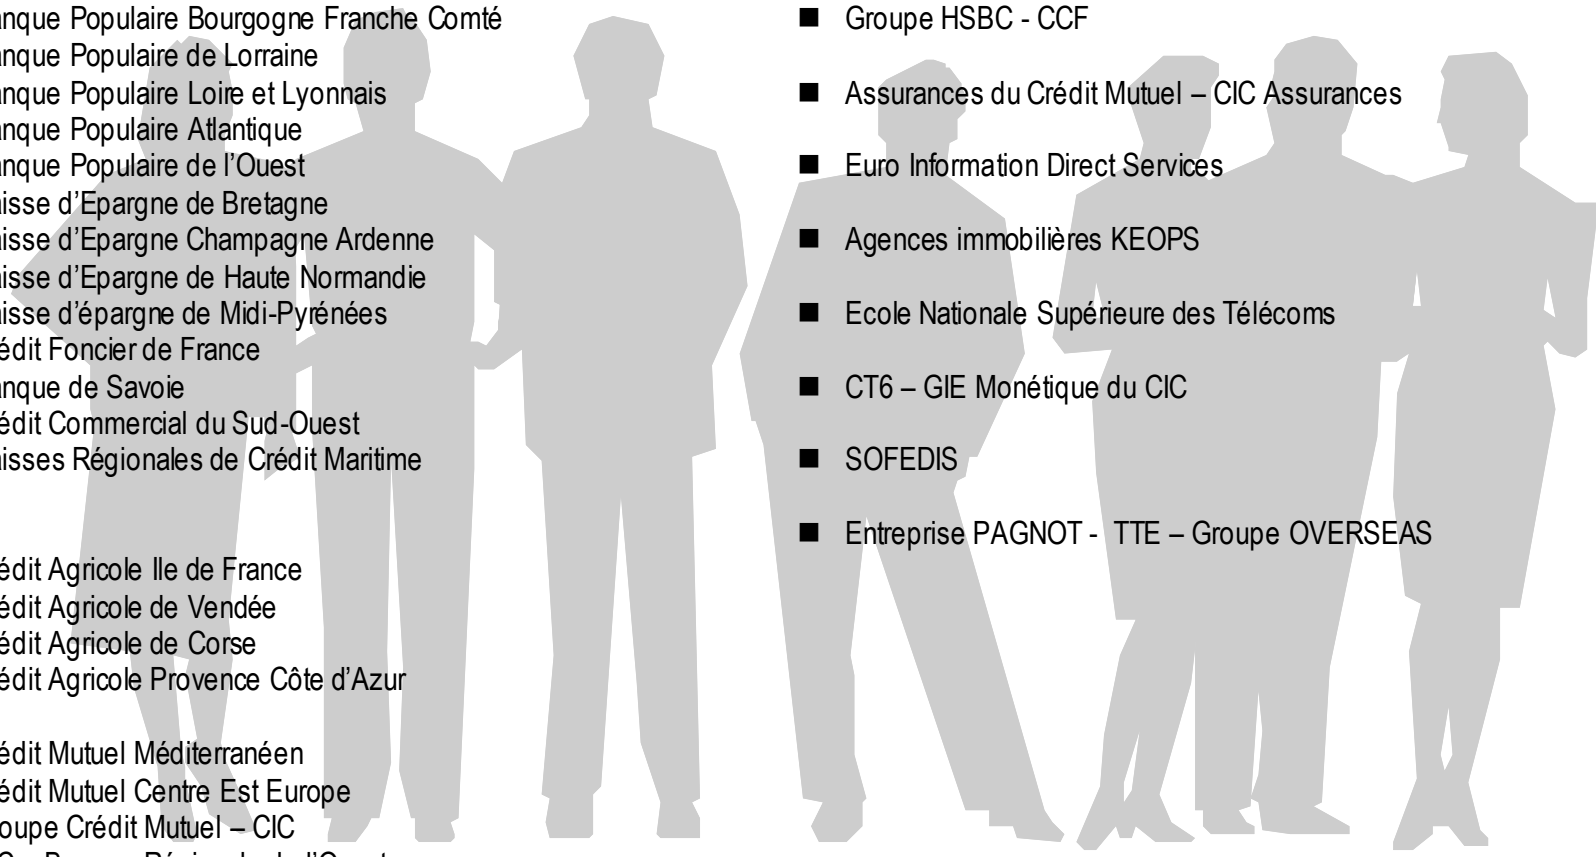 anque Populaire Bourgogne Franche Comté
anque Populaire de Lorraine
anque Populaire Loire et Lyonnais
anque Populaire Atlantique
anque Populaire de l’Ouest
aisse d’Epargne de Bretagne
aisse d’Epargne Champagne Ardenne
aisse d’Epargne de Haute Normandie
aisse d’épargne de Midi-Pyrénées
édit Foncier de France
anque de Savoie
édit Commercial du Sud-Ouest
aisses Régionales de Crédit Maritime
édit Agricole Ile de France
édit Agricole de Vendée
édit Agricole de Corse
édit Agricole Provence Côte d’Azur
édit Mutuel Méditerranéen
édit Mutuel Centre Est Europe
oupe Crédit Mutuel – CIC
■ Groupe HSBC - CCF
■ Assurances du Crédit Mutuel – CIC Assurances
■ Euro Information Direct Services
■ Agences immobilières KEOPS
■ Ecole Nationale Supérieure des Télécoms
■ CT6 – GIE Monétique du CIC
■ SOFEDIS
■ Entreprise PAGNOT - TTE – Groupe OVERSEAS